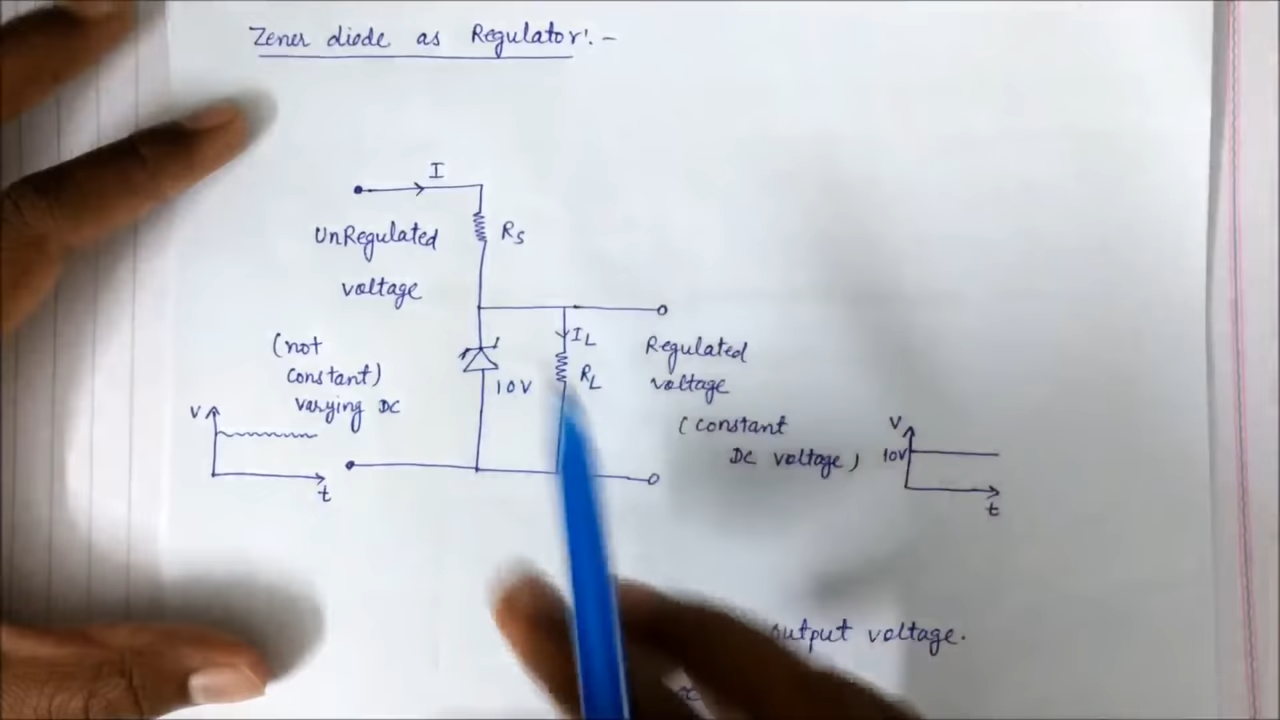 Zener diode as Regulator:-
I
UnRegulated
voltage
RS
(not
constant)
varying DC
V
t
10V
IL
RL
Regulated
voltage
(constant
DC voltage)
V
10V
t
output voltage.